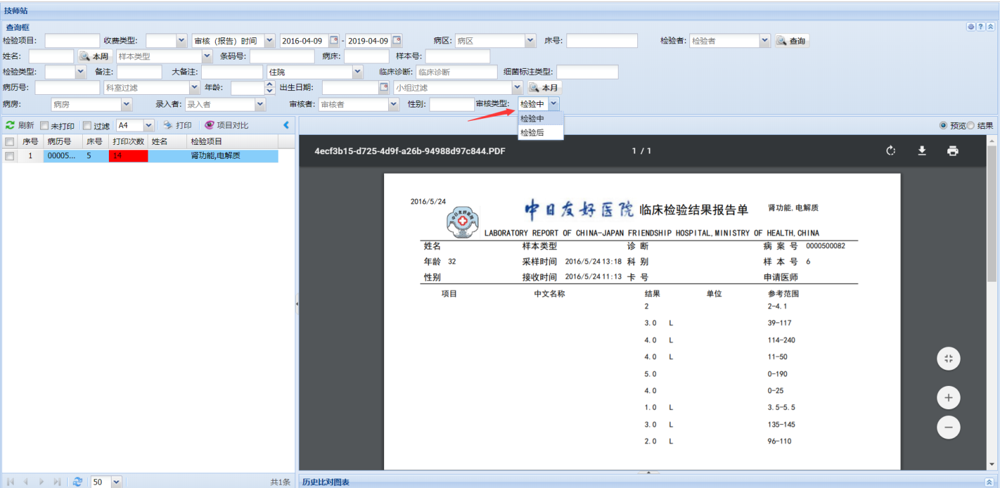 技师站
查询框
检验项目: 收费类型: 审核（报告）时间 2016-04-09 - 2019-04-09 病区: 病区 床号: 检验者: 检验者 查询
姓名: 本周 样本类型 条码号: 病床: 样本号:
检验类型: 备注: 大备注: 住院 临床诊断: 临床诊断 细菌标注类型:
病历号: 科室过滤 年龄: 出生日期: 小组过滤 本月
病房: 病房 录入者: 录入者 审核者: 审核者 性别: 审核类型: 检验中
检验中
检验后
刷新 未打印 过滤 A4 打印 项目对比 预览 结果
序号 病历号 床号 打印次数 姓名 检验项目
1 00005... 5 14 肾功能,电解质
4ecf3b15-d725-4d9f-a26b-94988d97c844.PDF 1 / 1
2016/5/24 中日友好医院 临床检验结果报告单 肾功能,电解质
中日友好医院
LABORATORY REPORT OF CHINA-JAPAN FRIENDSHIP HOSPITAL,MINISTRY OF HEALTH,CHINA
姓名 样本类型 诊断 病案号 0000500082
年龄 32 采样时间 2016/5/24 13:18 科别 样本号 6
性别 接收时间 2016/5/24 11:13 卡号 申请医师
项目 中文名称 结果 单位 参考范围
2 2-4.1
3.0 L 39-117
4.0 L 114-240
4.0 L 11-50
5.0 0-190
4.0 0-25
1.0 L 3.5-5.5
3.0 L 135-145
2.0 L 96-110
50 共1条 历史比对图表